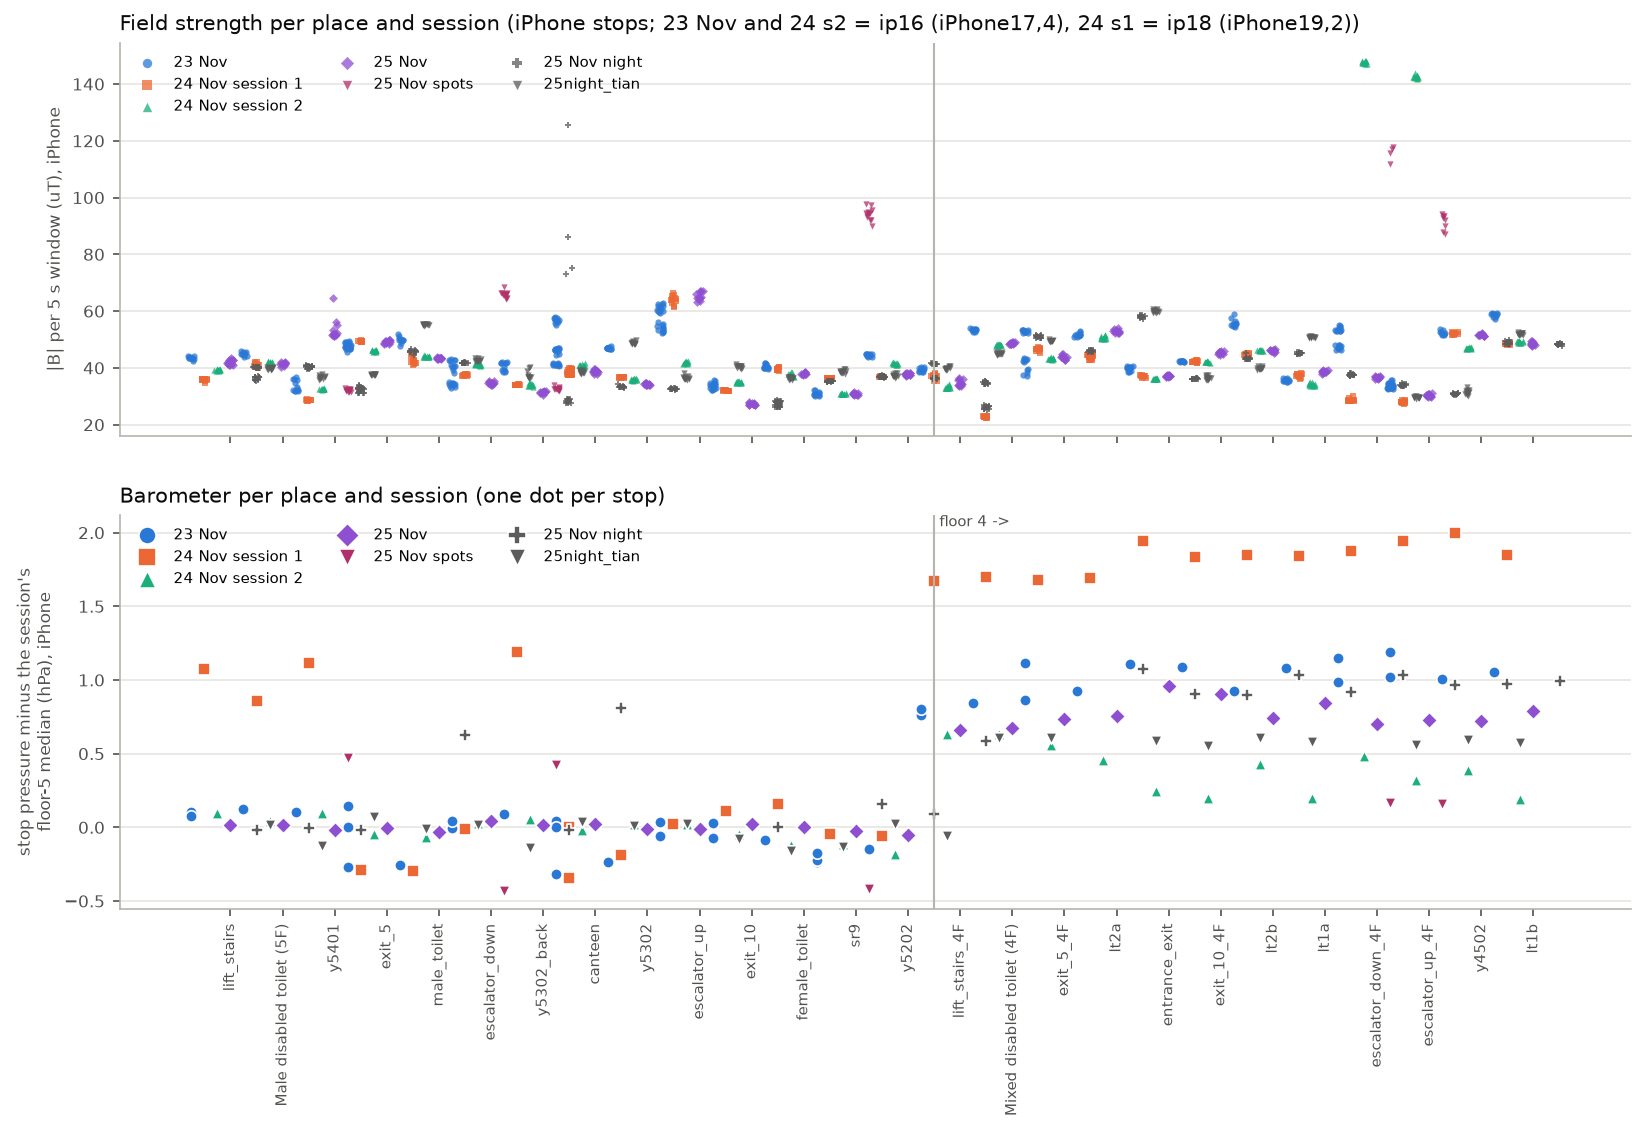 Field strength per place and session (iPhone stops; 23 Nov and 24 s2 = ip16 (iPhone17,4), 24 s1 = ip18 (iPhone19,2))
|B| per 5 s window (uT), iPhone
23 Nov
24 Nov session 1
24 Nov session 2
25 Nov
25 Nov spots
25 Nov night
25night_tian
140
120
100
80
60
40
20
Barometer per place and session (one dot per stop)
stop pressure minus the session's
floor-5 median (hPa), iPhone
23 Nov
24 Nov session 1
24 Nov session 2
25 Nov
25 Nov spots
25 Nov night
25night_tian
floor 4 ->
2.0
1.5
1.0
0.5
0.0
−0.5
lift_stairs
Male disabled toilet (5F)
y5401
exit_5
male_toilet
escalator_down
y5302_back
canteen
y5302
escalator_up
exit_10
female_toilet
sr9
y5202
lift_stairs_4F
Mixed disabled toilet (4F)
exit_5_4F
lt2a
entrance_exit
exit_10_4F
lt2b
lt1a
escalator_down_4F
escalator_up_4F
y4502
lt1b